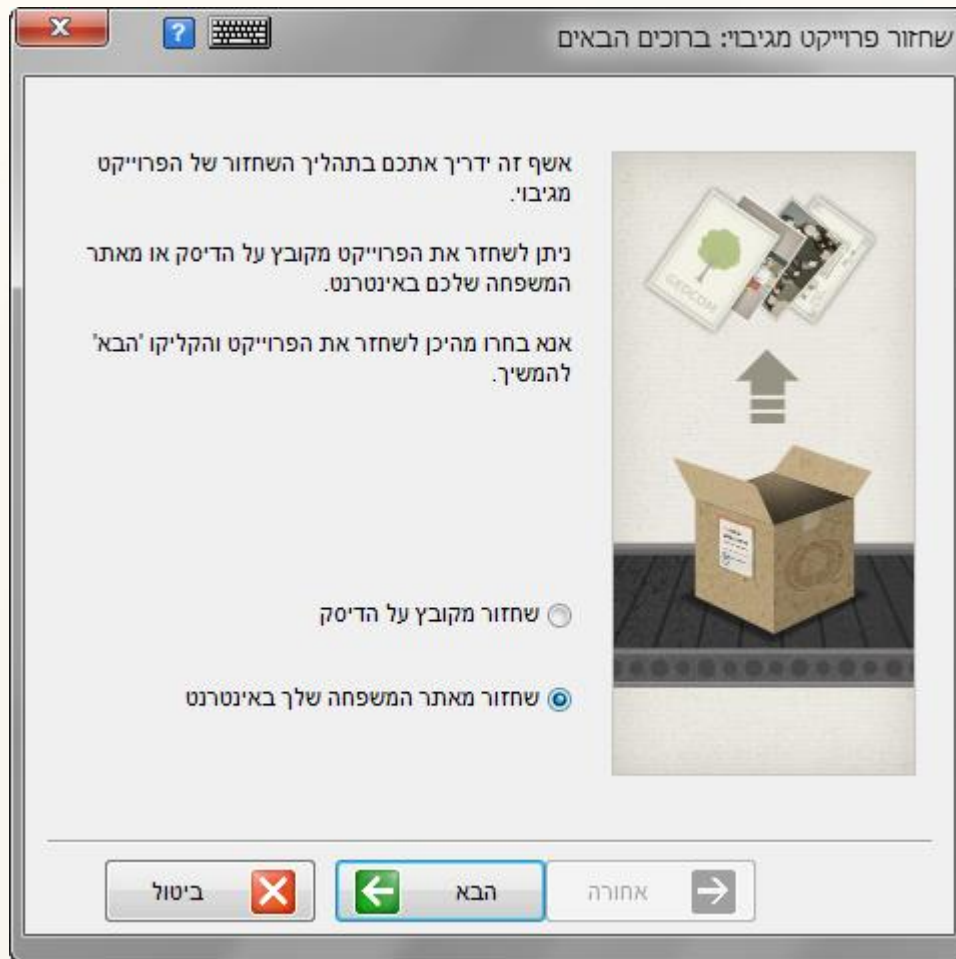 שחזור פרוייקט מגיבוי: ברוכים הבאים
אשף זה ידריך אתכם בתהליך השחזור של הפרוייקט
מגיבוי.
ניתן לשחזר את הפרוייקט מקובץ על הדיסק או מאתר
המשפחה שלכם באינטרנט.
אנא בחרו מהיכן לשחזר את הפרוייקט והקליקו 'הבא'
להמשיך.
GEDCOM
שחזור מקובץ על הדיסק
שחזור מאתר המשפחה שלך באינטרנט
אחורה
הבא
ביטול